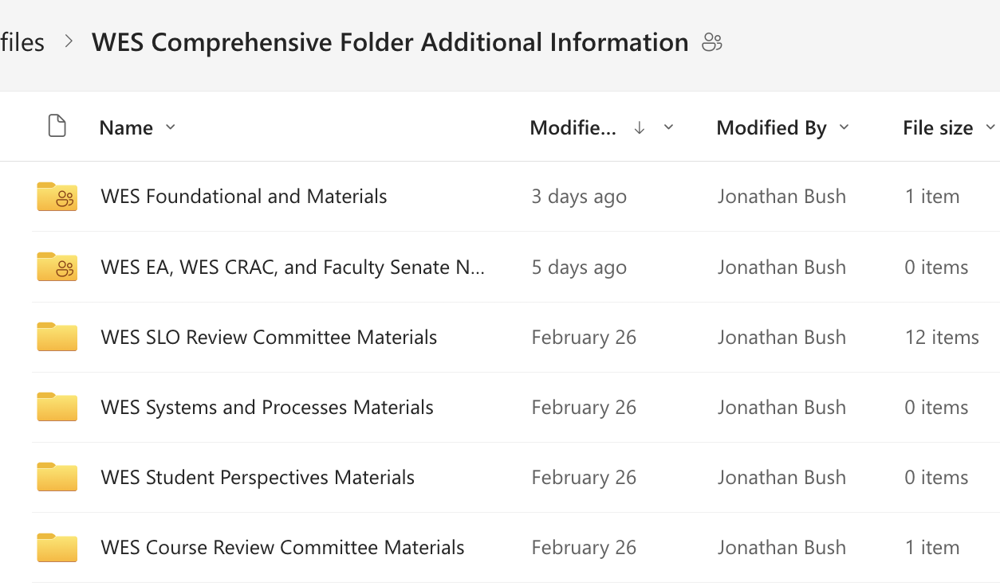 files > WES Comprehensive Folder Additional Information
Name Modifie... Modified By File size
WES Foundational and Materials 3 days ago Jonathan Bush 1 item
WES EA, WES CRAC, and Faculty Senate N... 5 days ago Jonathan Bush 0 items
WES SLO Review Committee Materials February 26 Jonathan Bush 12 items
WES Systems and Processes Materials February 26 Jonathan Bush 0 items
WES Student Perspectives Materials February 26 Jonathan Bush 0 items
WES Course Review Committee Materials February 26 Jonathan Bush 1 item